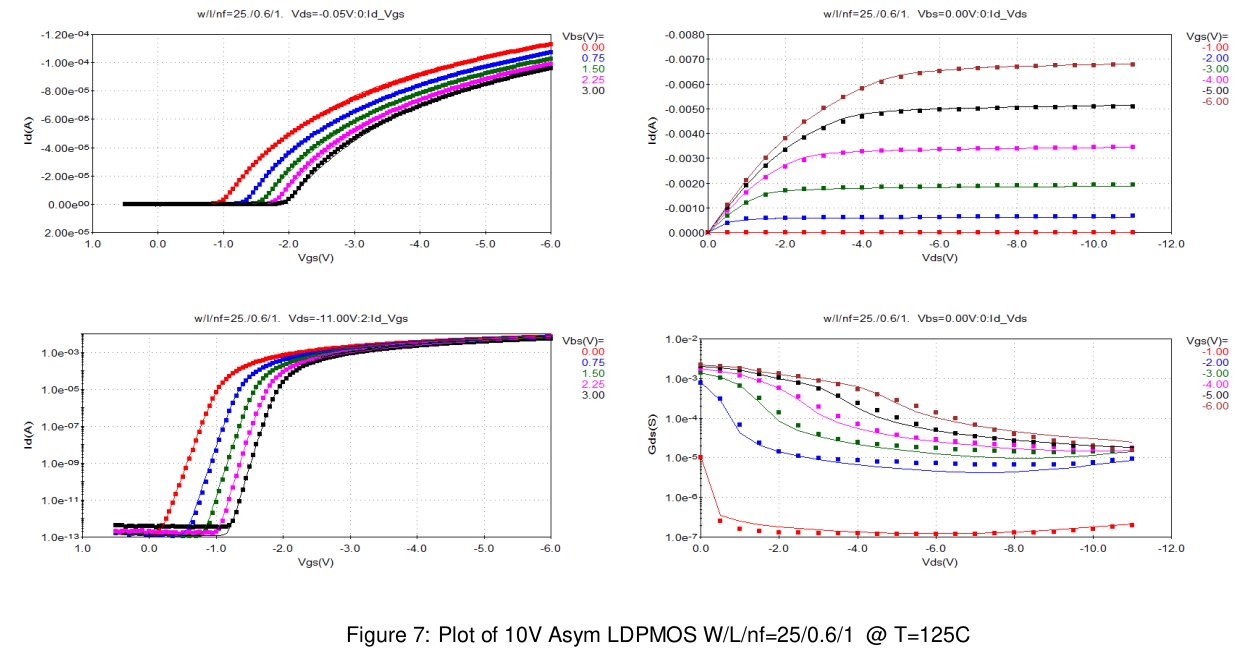 w/l/nf=25./0.6/1. Vds=-0.05V:0:Id_Vgs
Vbs(V)=
0.00
0.75
1.50
2.25
3.00
-1.20e-04
-1.00e-04
-8.00e-05
-6.00e-05
-4.00e-05
-2.00e-05
0.00e00
2.00e-05
Id(A)
1.0 0.0 -1.0 -2.0 -3.0 -4.0 -5.0 -6.0
Vgs(V)
w/l/nf=25./0.6/1. Vbs=0.00V:0:Id_Vds
Vgs(V)=
-1.00
-2.00
-3.00
-4.00
-5.00
-6.00
-0.0080
-0.0070
-0.0060
-0.0050
-0.0040
-0.0030
-0.0020
-0.0010
0.0000
Id(A)
0.0 -2.0 -4.0 -6.0 -8.0 -10.0 -12.0
Vds(V)
w/l/nf=25./0.6/1. Vds=-11.00V:2:Id_Vgs
Vbs(V)=
0.00
0.75
1.50
2.25
3.00
1.0e-03
1.0e-05
1.0e-07
1.0e-09
1.0e-11
1.0e-13
Id(A)
1.0 0.0 -1.0 -2.0 -3.0 -4.0 -5.0 -6.0
Vgs(V)
w/l/nf=25./0.6/1. Vbs=0.00V:0:Id_Vds
Vgs(V)=
-1.00
-2.00
-3.00
-4.00
-5.00
-6.00
1.0e-2
1.0e-3
1.0e-4
1.0e-5
1.0e-6
1.0e-7
Gds(S)
0.0 -2.0 -4.0 -6.0 -8.0 -10.0 -12.0
Vds(V)
Figure 7: Plot of 10V Asym LDPMOS W/L/nf=25/0.6/1 @ T=125C